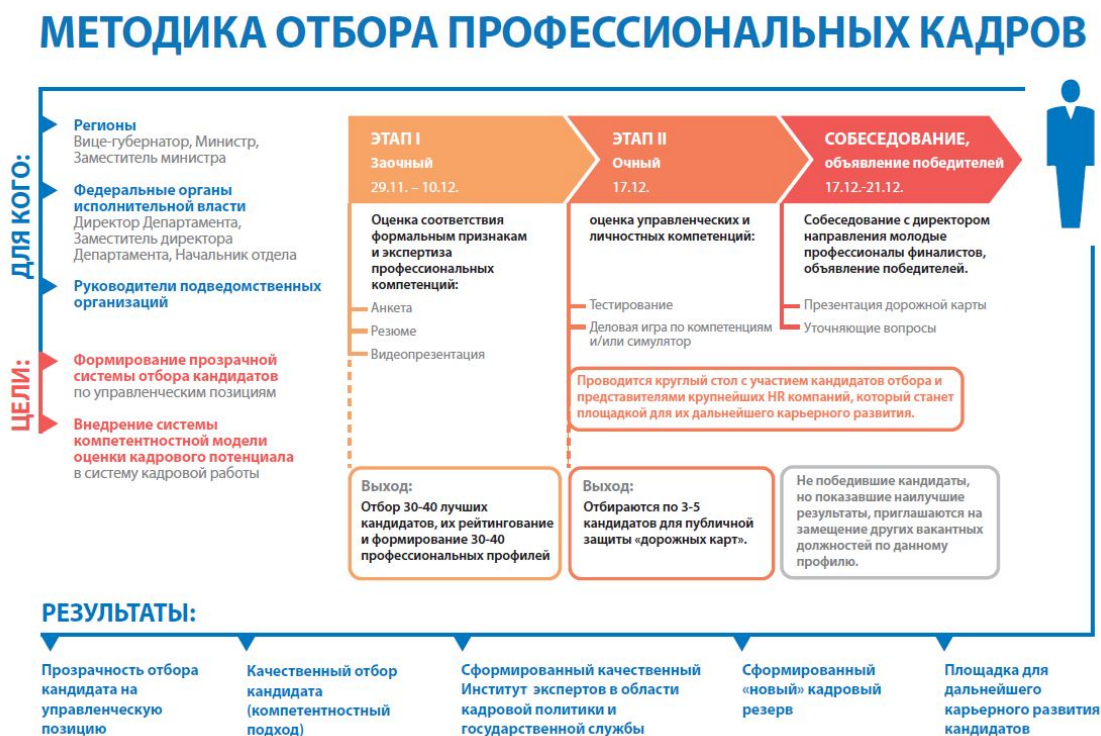 МЕТОДИКА ОТБОРА ПРОФЕССИОНАЛЬНЫХ КАДРОВ
ДЛЯ КОГО:
Регионы
Вице-губернатор, Министр,
Заместитель министра
Федеральные органы
исполнительной власти
Директор Департамента,
Заместитель директора
Департамента, Начальник отдела
Руководители подведомственных
организаций
ЦЕЛИ:
Формирование прозрачной
системы отбора кандидатов
по управленческим позициям
Внедрение системы
компетентностной модели
оценки кадрового потенциала
в систему кадровой работы
ЭТАП I
Заочный
29.11. – 10.12.
Оценка соответствия
формальным признакам
и экспертиза
профессиональных
компетенций:
Анкета
Резюме
Видеопрезентация
Выход:
Отбор 30-40 лучших
кандидатов, их рейтингование
и формирование 30-40
профессиональных профилей
ЭТАП II
Очный
17.12.
оценка управленческих и
личностных компетенций:
Тестирование
Деловая игра по компетенциям
и/или симулятор
Проводится круглый стол с участием кандидатов отбора и
представителями крупнейших HR компаний, который станет
площадкой для их дальнейшего карьерного развития.
Выход:
Отбираются по 3-5
кандидатов для публичной
защиты «дорожных карт».
СОБЕСЕДОВАНИЕ,
объявление победителей
17.12.-21.12.
Собеседование с директором
направления молодые
профессионалы финалистов,
объявление победителей.
Презентация дорожной карты
Уточняющие вопросы
Не победившие кандидаты,
но показавшие наилучшие
результаты, приглашаются на
замещение других вакантных
должностей по данному
профилю.
РЕЗУЛЬТАТЫ:
Прозрачность отбора
кандидата на
управленческую
позицию
Качественный отбор
кандидата
(компетентностный
подход)
Сформированный качественный
Институт экспертов в области
кадровой политики и
государственной службы
Сформированный
«новый» кадровый
резерв
Площадка для
дальнейшего
карьерного развития
кандидатов